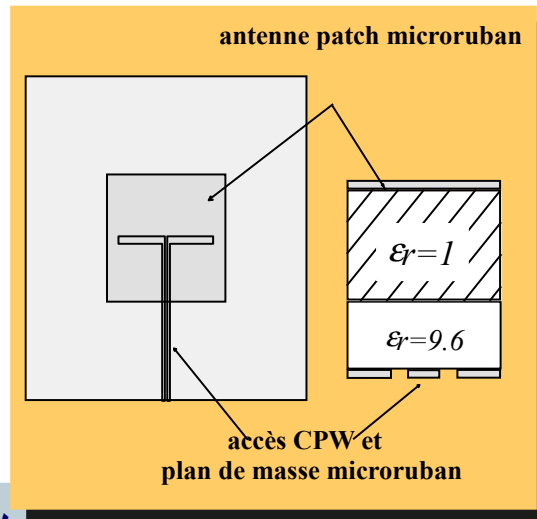 antenne patch microruban
εr=1
εr=9.6
accès CPW et
plan de masse microruban